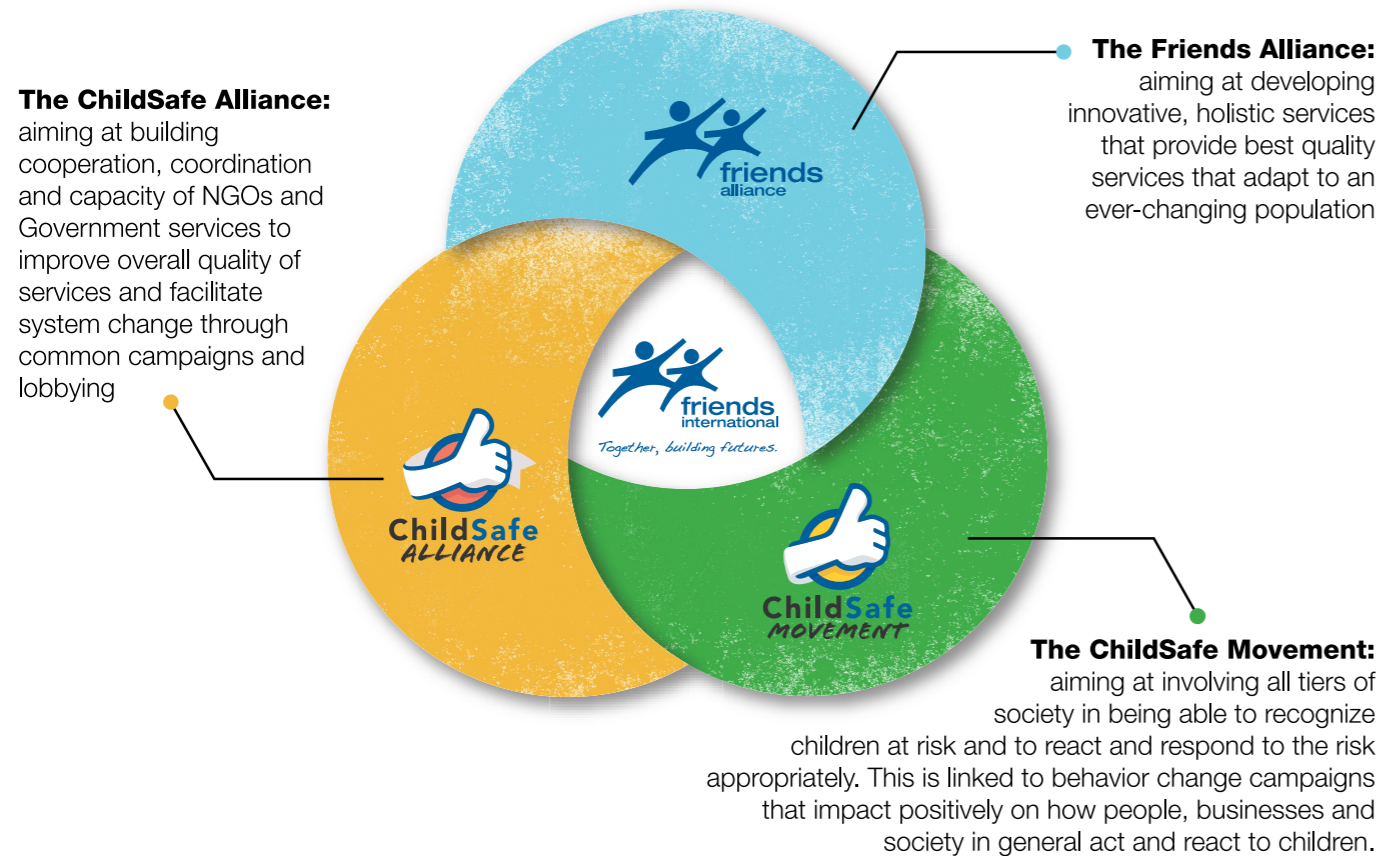 The ChildSafe Alliance:
aiming at building
cooperation, coordination
and capacity of NGOs and
Government services to
improve overall quality of
services and facilitate
system change through
common campaigns and
lobbying
The Friends Alliance:
aiming at developing
innovative, holistic services
that provide best quality
services that adapt to an
ever-changing population
friends
alliance
friends
international
Together, building futures.
ChildSafe
ALLIANCE
ChildSafe
MOVEMENT
The ChildSafe Movement:
aiming at involving all tiers of
society in being able to recognize
children at risk and to react and respond to the risk
appropriately. This is linked to behavior change campaigns
that impact positively on how people, businesses and
society in general act and react to children.